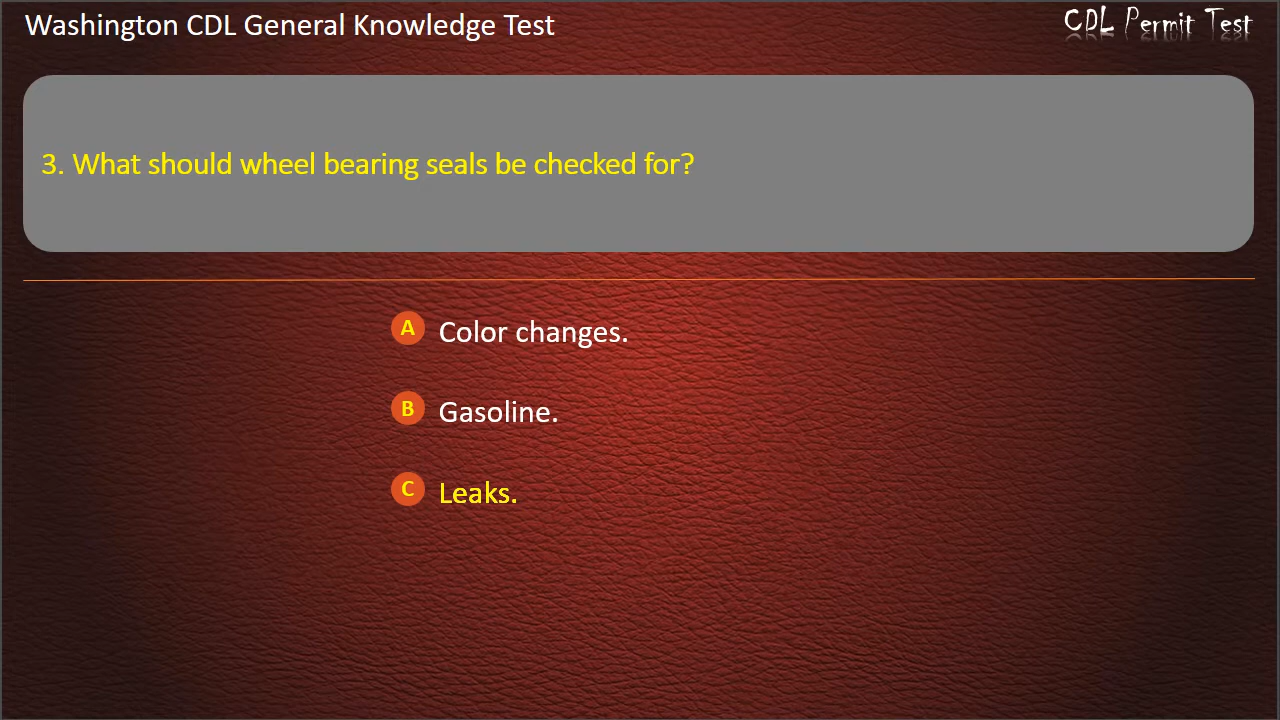 Washington CDL General Knowledge Test
CDL Permit Test
3. What should wheel bearing seals be checked for?
A Color changes.
B Gasoline.
C Leaks.